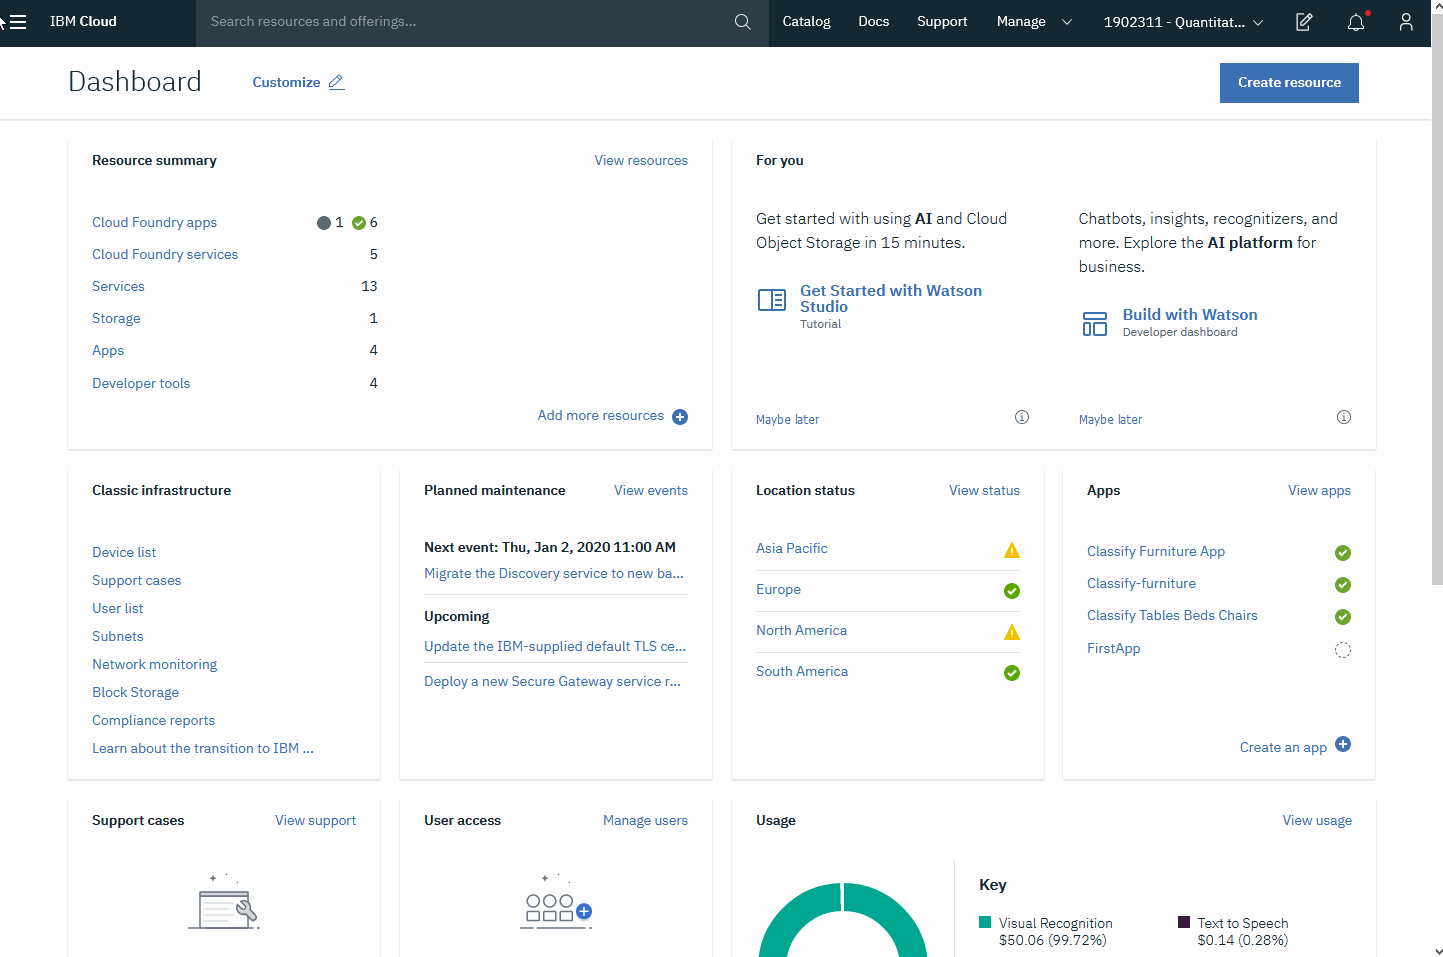 IBM Cloud
Search resources and offerings...
Catalog
Docs
Support
Manage
1902311 - Quantitat...
Dashboard
Customize
Create resource
Resource summary
View resources
Cloud Foundry apps 1 6
Cloud Foundry services 5
Services 13
Storage 1
Apps 4
Developer tools 4
Add more resources
For you
Get started with using AI and Cloud
Object Storage in 15 minutes.
Get Started with Watson
Studio
Tutorial
Maybe later
Chatbots, insights, recognitizers, and
more. Explore the AI platform for
business.
Build with Watson
Developer dashboard
Maybe later
Classic infrastructure
Device list
Support cases
User list
Subnets
Network monitoring
Block Storage
Compliance reports
Learn about the transition to IBM ...
Planned maintenance
View events
Next event: Thu, Jan 2, 2020 11:00 AM
Migrate the Discovery service to new ba...
Upcoming
Update the IBM-supplied default TLS ce...
Deploy a new Secure Gateway service r...
Location status
View status
Asia Pacific
Europe
North America
South America
Apps
View apps
Classify Furniture App
Classify-furniture
Classify Tables Beds Chairs
FirstApp
Create an app
Support cases
View support
User access
Manage users
Usage
View usage
Key
Visual Recognition
$50.06 (99.72%)
Text to Speech
$0.14 (0.28%)